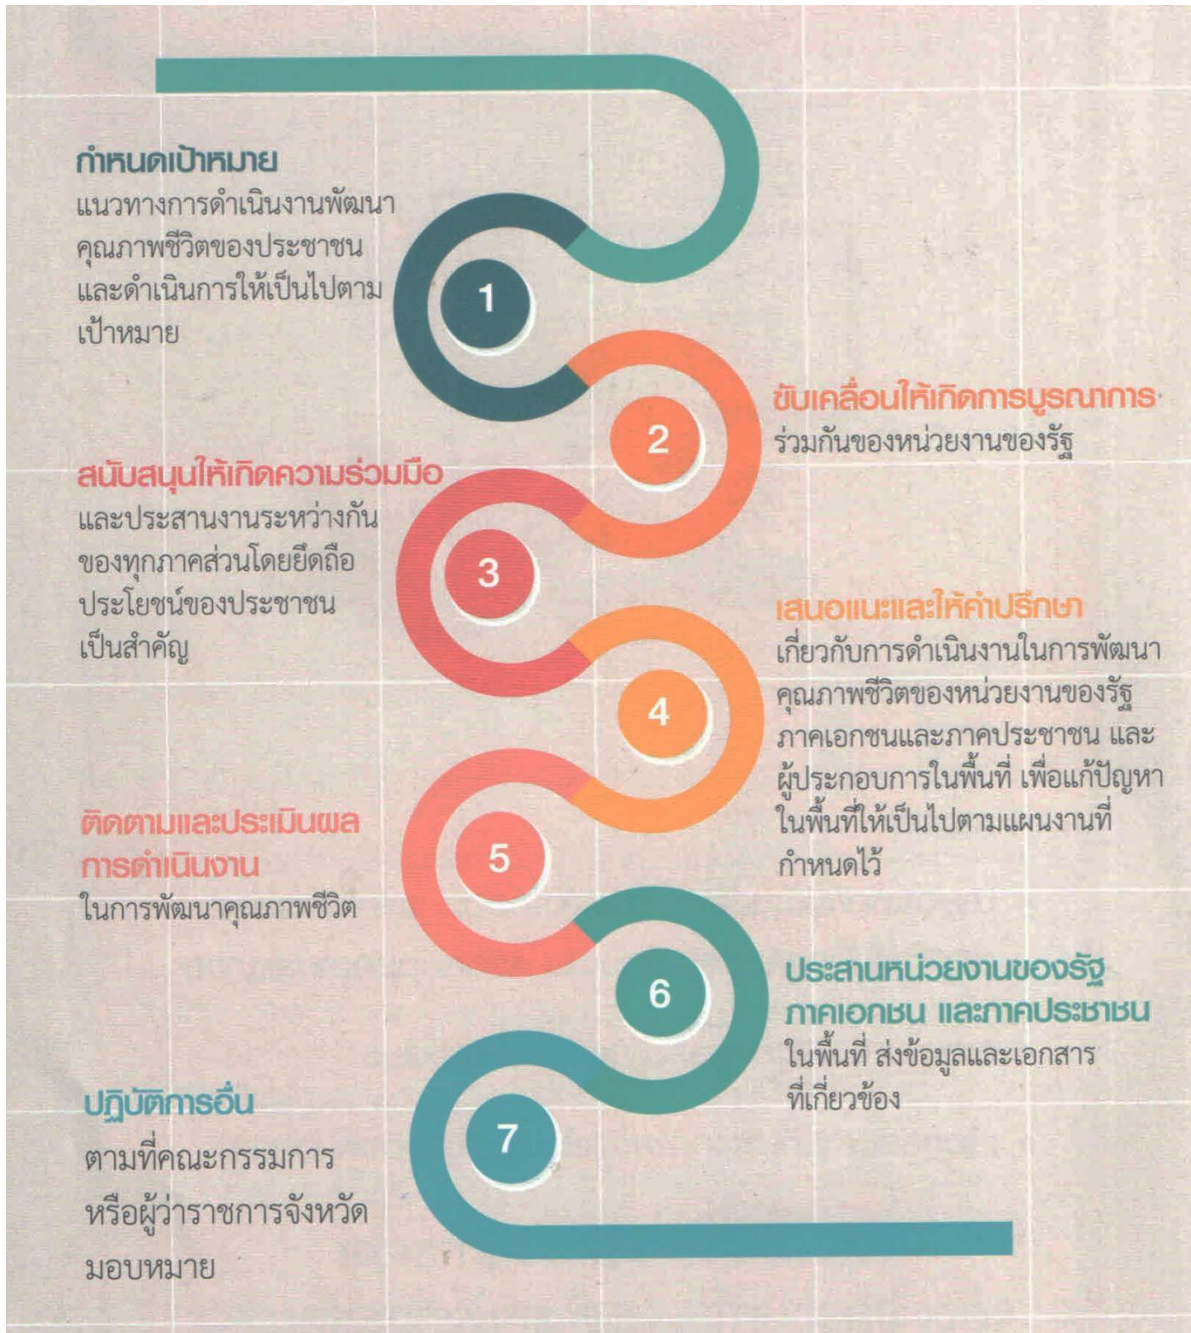 กำหนดเป้าหมาย
แนวทางการดำเนินงานพัฒนา
คุณภาพชีวิตของประชาชน
และดำเนินการให้เป็นไปตาม
เป้าหมาย
1
2
ขับเคลื่อนให้เกิดการบูรณาการ
ร่วมกันของหน่วยงานของรัฐ
สนับสนุนให้เกิดความร่วมมือ
และประสานงานระหว่างกัน
ของทุกภาคส่วนโดยยึดถือ
ประโยชน์ของประชาชน
เป็นสำคัญ
3
4
เสนอแนะและให้คำปรึกษา
เกี่ยวกับการดำเนินงานในการพัฒนา
คุณภาพชีวิตของหน่วยงานของรัฐ
ภาคเอกชนและภาคประชาชน และ
ผู้ประกอบการในพื้นที่ เพื่อแก้ปัญหา
ในพื้นที่ให้เป็นไปตามแผนงานที่
กำหนดไว้
ติดตามและประเมินผล
การดำเนินงาน
ในการพัฒนาคุณภาพชีวิต
5
6
ประสานหน่วยงานของรัฐ
ภาคเอกชน และภาคประชาชน
ในพื้นที่ ส่งข้อมูลและเอกสาร
ที่เกี่ยวข้อง
ปฏิบัติการอื่น
ตามที่คณะกรรมการ
หรือผู้ว่าราชการจังหวัด
มอบหมาย
7